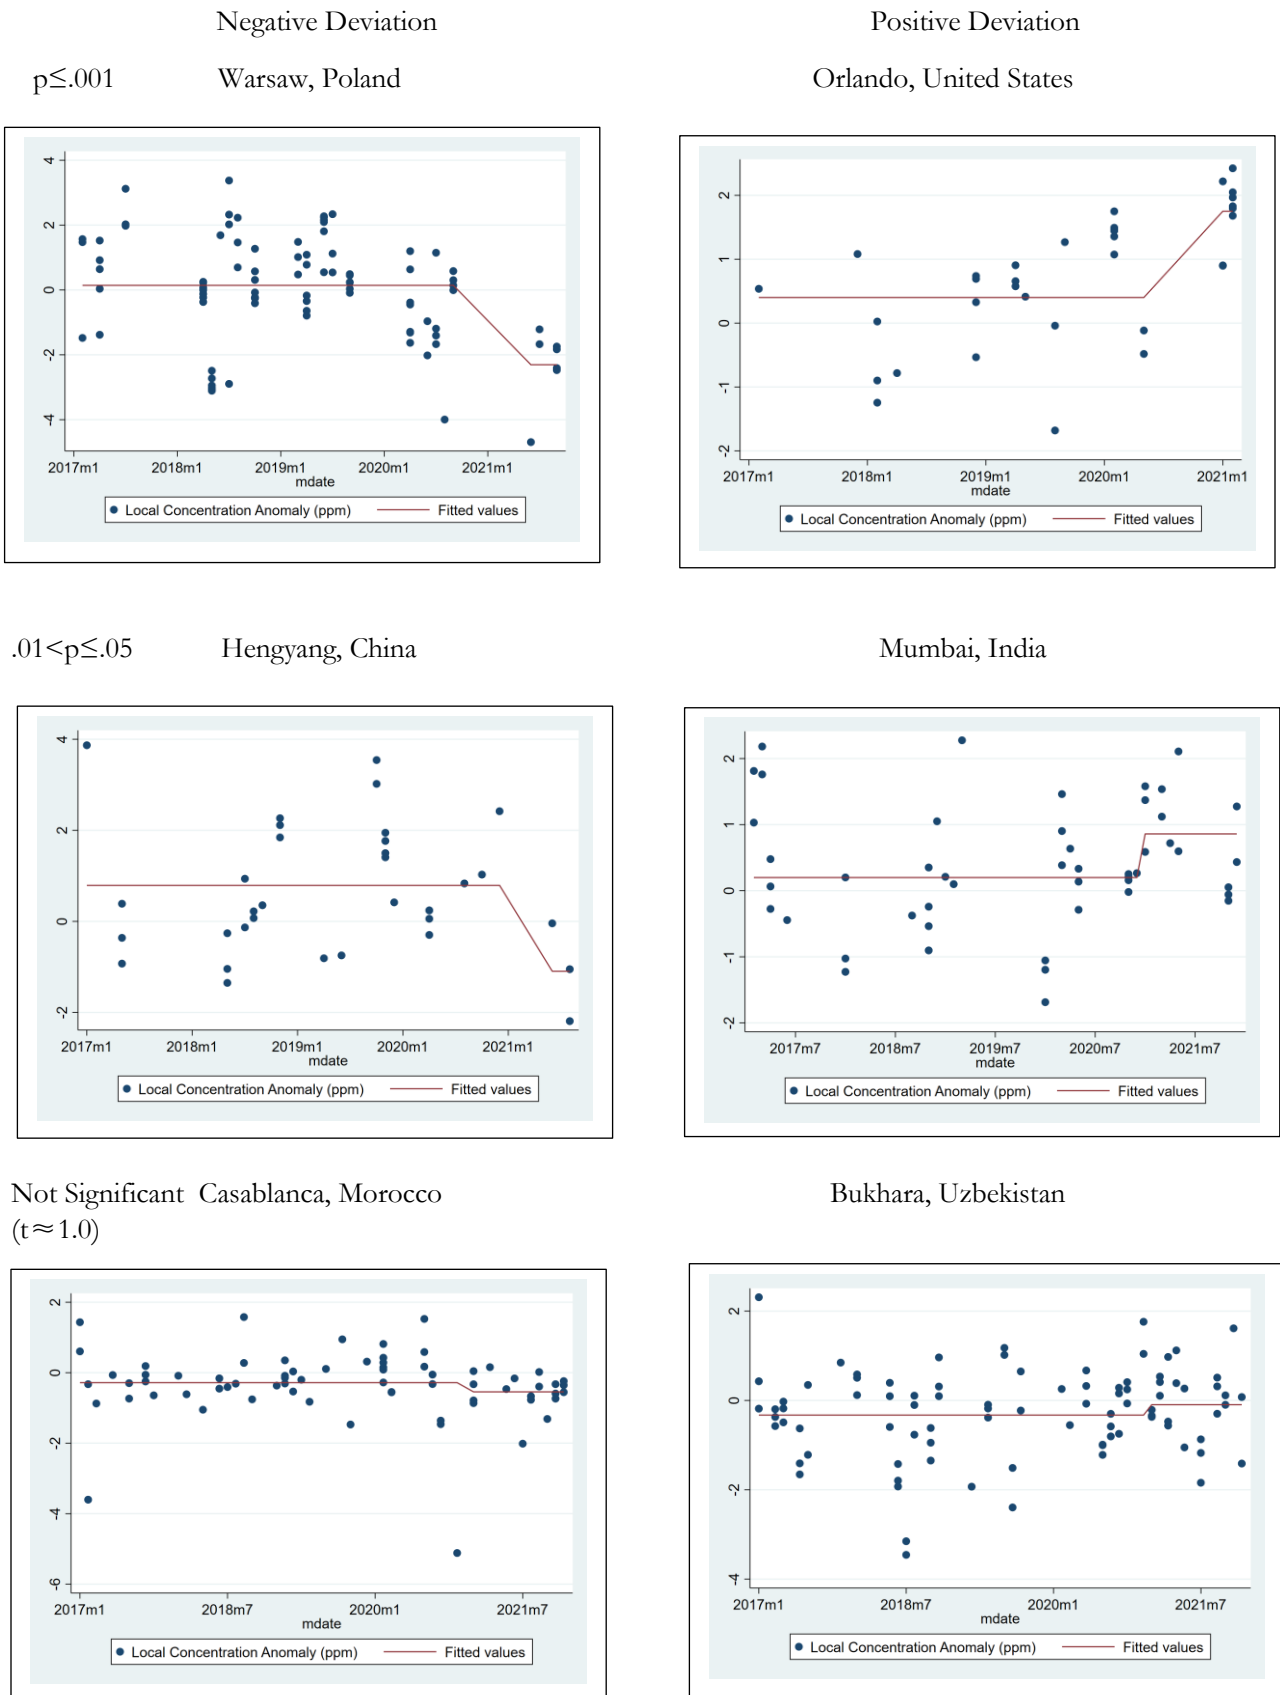 Negative Deviation Positive Deviation
p≤.001 Warsaw, Poland Orlando, United States
4
2
0
-2
-4
2017m1 2018m1 2019m1 2020m1 2021m1
mdate
Local Concentration Anomaly (ppm) Fitted values
2
1
0
-1
-2
2017m1 2018m1 2019m1 2020m1 2021m1
mdate
Local Concentration Anomaly (ppm) Fitted values
.01<p≤.05 Hengyang, China Mumbai, India
4
2
0
-2
2017m1 2018m1 2019m1 2020m1 2021m1
mdate
Local Concentration Anomaly (ppm) Fitted values
2
1
0
-1
-2
2017m7 2018m7 2019m7 2020m7 2021m7
mdate
Local Concentration Anomaly (ppm) Fitted values
Not Significant Casablanca, Morocco Bukhara, Uzbekistan
(t≈1.0)
2
0
-2
-4
-6
2017m1 2018m7 2020m1 2021m7
mdate
Local Concentration Anomaly (ppm) Fitted values
2
0
-2
-4
2017m1 2018m7 2020m1 2021m7
mdate
Local Concentration Anomaly (ppm) Fitted values